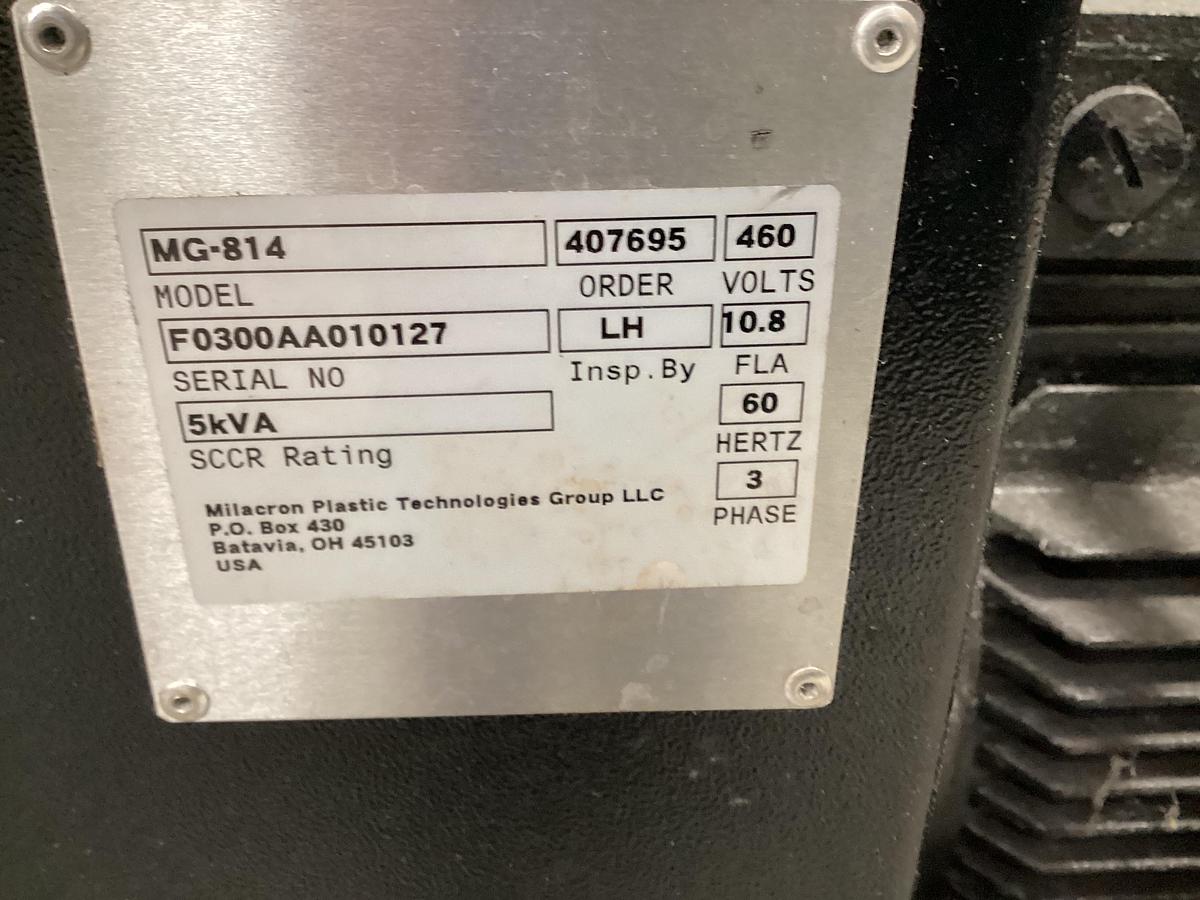 MG-814 407695 460
MODEL ORDER VOLTS
F0300AA010127 LH 10.8
SERIAL NO Insp.By FLA
5kVA 60
SCCR Rating HERTZ
3
PHASE
Milacron Plastic Technologies Group LLC
P.O. Box 430
Batavia, OH 45103
USA